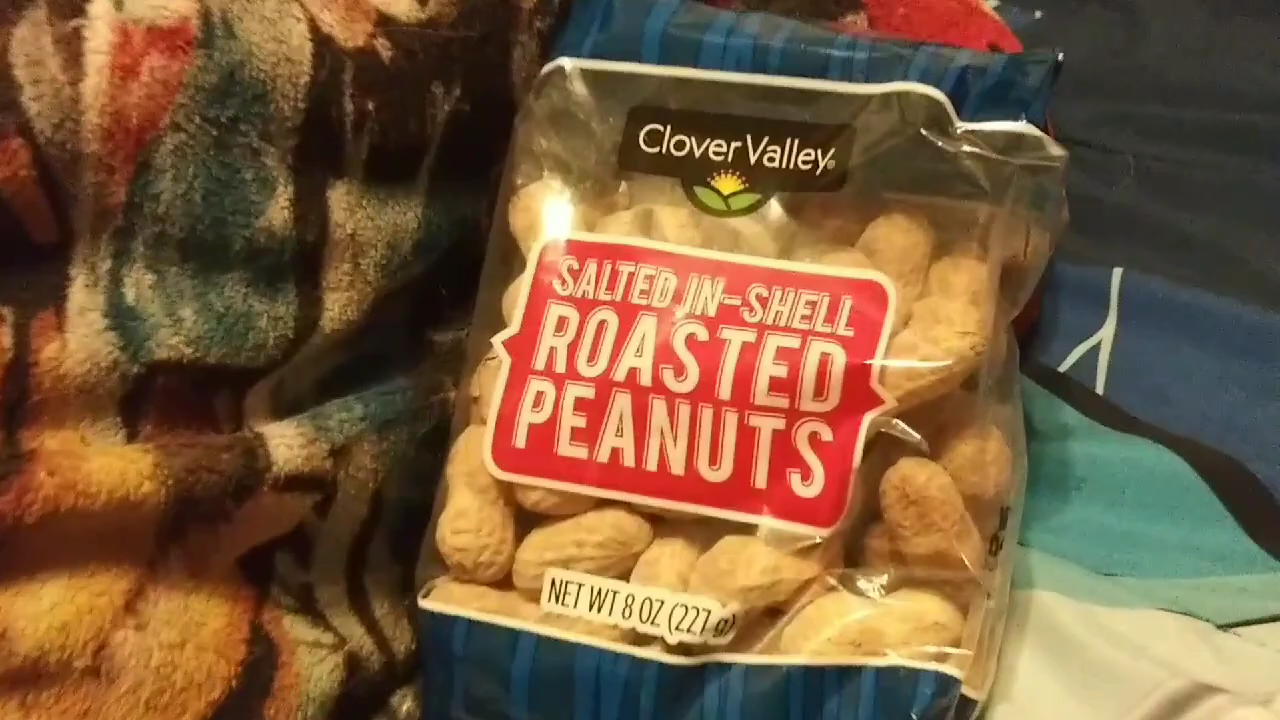 Clover Valley®
SALTED IN-SHELL
ROASTED
PEANUTS
NET WT 8 OZ (227 g)